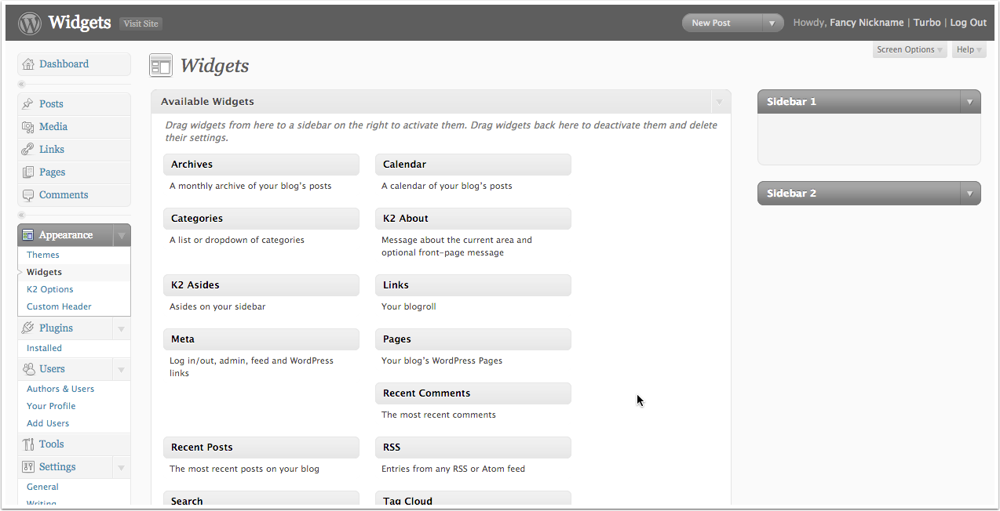 Widgets Visit Site New Post Howdy, Fancy Nickname | Turbo | Log Out
Screen Options Help
Dashboard
Posts
Media
Links
Pages
Comments
Appearance
Themes
Widgets
K2 Options
Custom Header
Plugins
Installed
Users
Authors & Users
Your Profile
Add Users
Tools
Settings
General
Writing
Widgets
Available Widgets
Drag widgets from here to a sidebar on the right to activate them. Drag widgets back here to deactivate them and delete
their settings.
Archives
A monthly archive of your blog's posts
Calendar
A calendar of your blog's posts
Categories
A list or dropdown of categories
K2 About
Message about the current area and
optional front-page message
K2 Asides
Asides on your sidebar
Links
Your blogroll
Meta
Log in/out, admin, feed and WordPress
links
Pages
Your blog's WordPress Pages
Recent Comments
The most recent comments
Recent Posts
The most recent posts on your blog
RSS
Entries from any RSS or Atom feed
Search
Tag Cloud
Sidebar 1
Sidebar 2